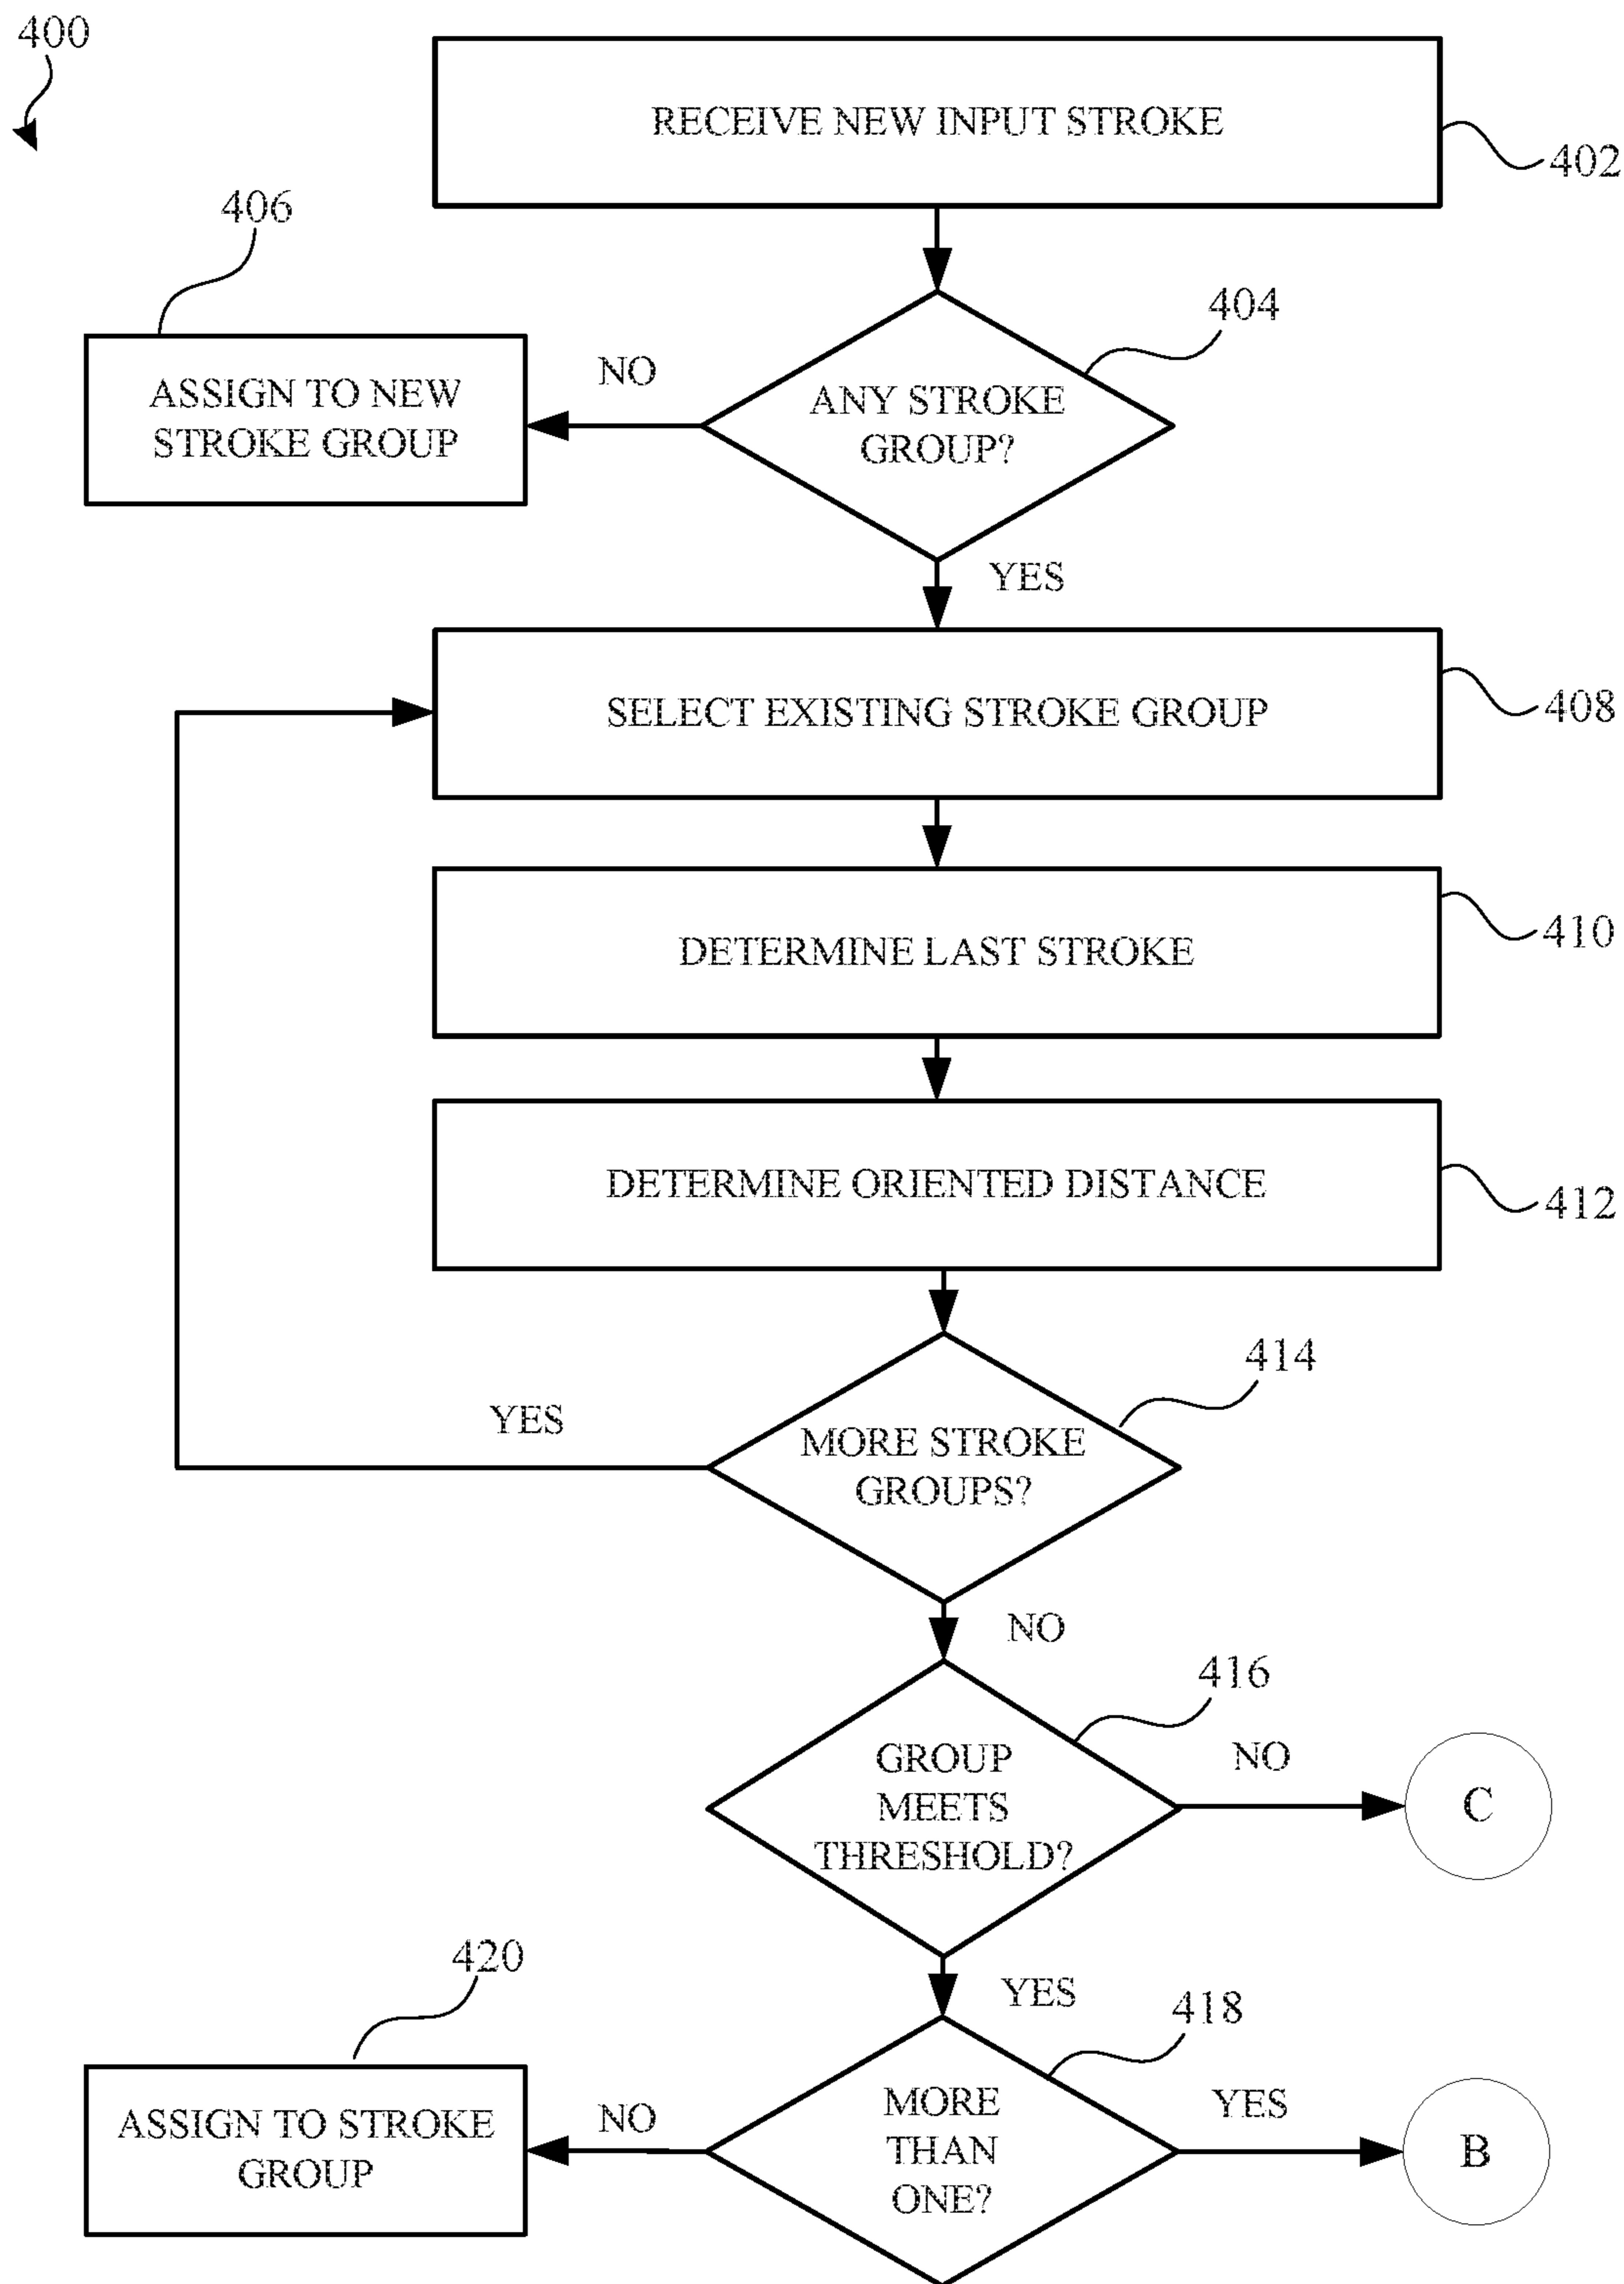 400
RECEIVE NEW INPUT STROKE
402
406
404
ASSIGN TO NEW
STROKE GROUP
NO
ANY STROKE
GROUP?
YES
SELECT EXISTING STROKE GROUP
408
DETERMINE LAST STROKE
410
DETERMINE ORIENTED DISTANCE
412
414
YES
MORE STROKE
GROUPS?
NO
416
GROUP
MEETS
THRESHOLD?
NO
C
420
YES
418
ASSIGN TO STROKE
GROUP
NO
MORE
THAN
ONE?
YES
B